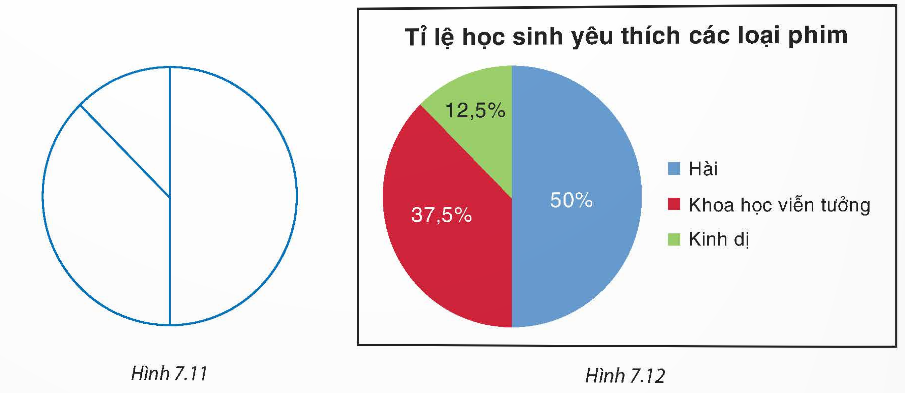 Tỉ lệ học sinh yêu thích các loại phim
12,5%
37,5%
50%
Hài
Khoa học viễn tưởng
Kinh dị
Hình 7.11
Hình 7.12